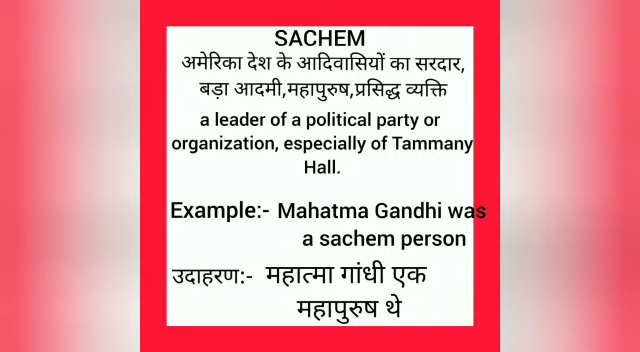 SACHEM
अमेरिका देश के आदिवासियों का सरदार,
बड़ा आदमी,महापुरुष,प्रसिद्ध व्यक्ति
a leader of a political party or
organization, especially of Tammany
Hall.
Example:- Mahatma Gandhi was
a sachem person
उदाहरण:- महात्मा गांधी एक
महापुरुष थे